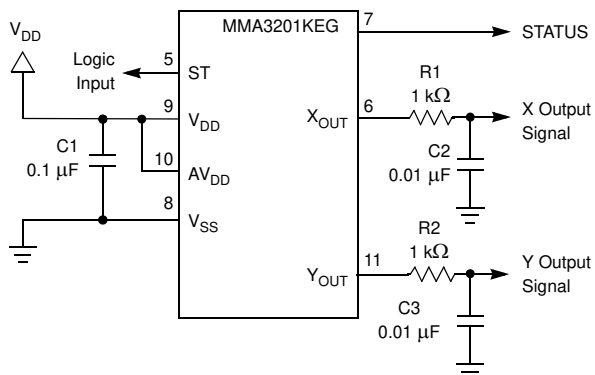 MMA3201KEG
7
STATUS
V_DD
Logic
Input
5
ST
R1
1 kΩ
9
V_DD
X_OUT
6
X Output
Signal
C1
0.1 µF
C2
0.01 µF
10
AV_DD
8
V_SS
R2
1 kΩ
Y_OUT
11
Y Output
Signal
C3
0.01 µF